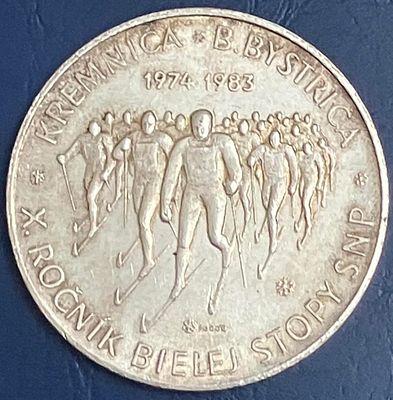 KREMNICA * B. BYSTRICA
1974-1983
X. ROČNÍK BIELEJ STOPY SNP